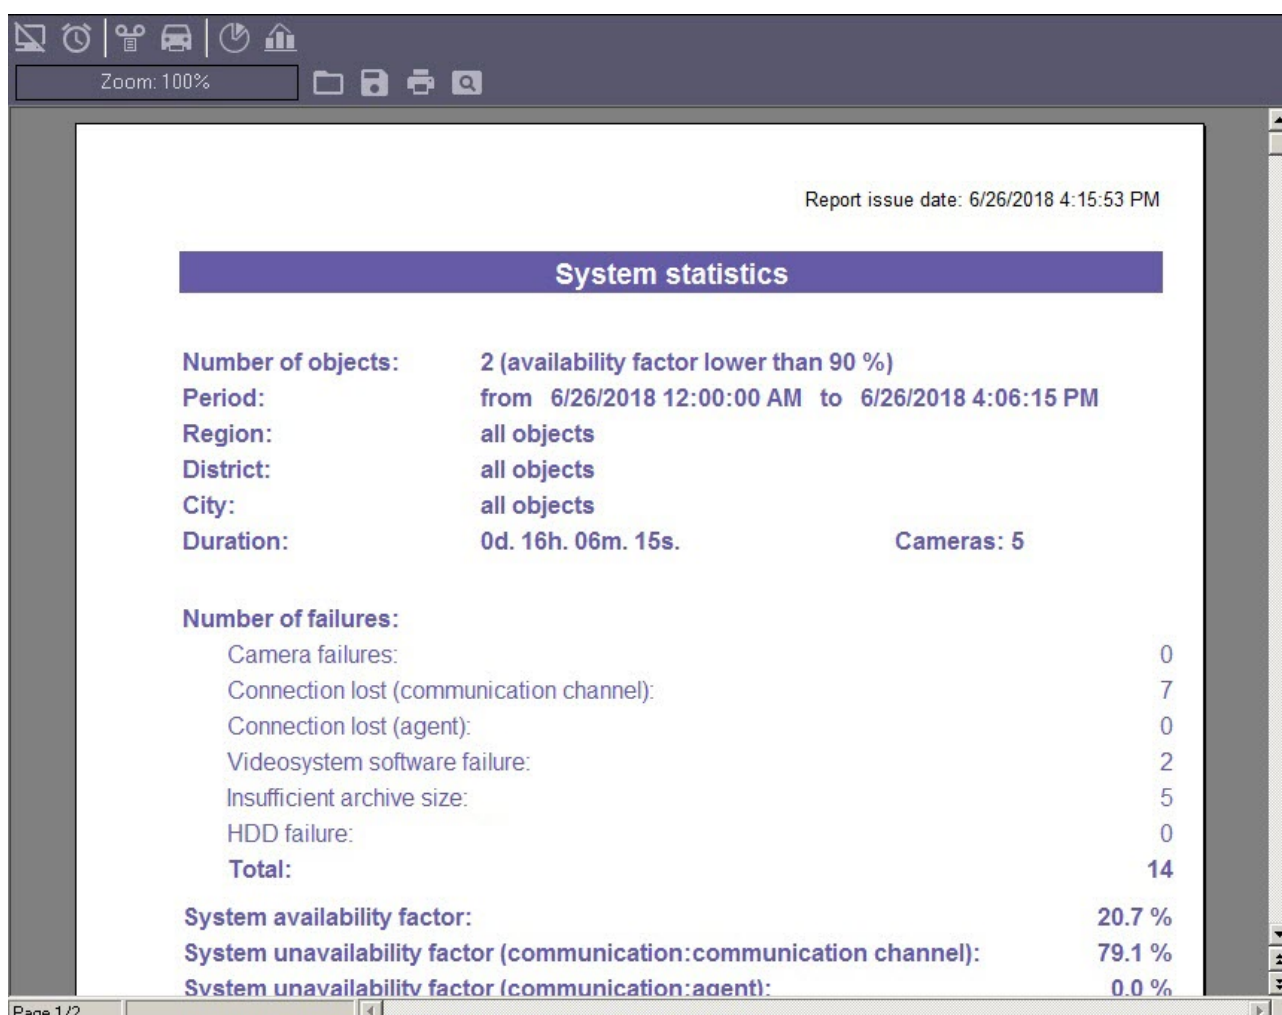 Zoom: 100%
Report issue date: 6/26/2018 4:15:53 PM
System statistics
Number of objects: 2 (availability factor lower than 90 %)
Period: from 6/26/2018 12:00:00 AM to 6/26/2018 4:06:15 PM
Region: all objects
District: all objects
City: all objects
Duration: 0d. 16h. 06m. 15s. Cameras: 5
Number of failures:
Camera failures: 0
Connection lost (communication channel): 7
Connection lost (agent): 0
Videosystem software failure: 2
Insufficient archive size: 5
HDD failure: 0
Total: 14
System availability factor: 20.7 %
System unavailability factor (communication:communication channel): 79.1 %
System unavailability factor (communication:agent): 0.0 %
Page 1/2